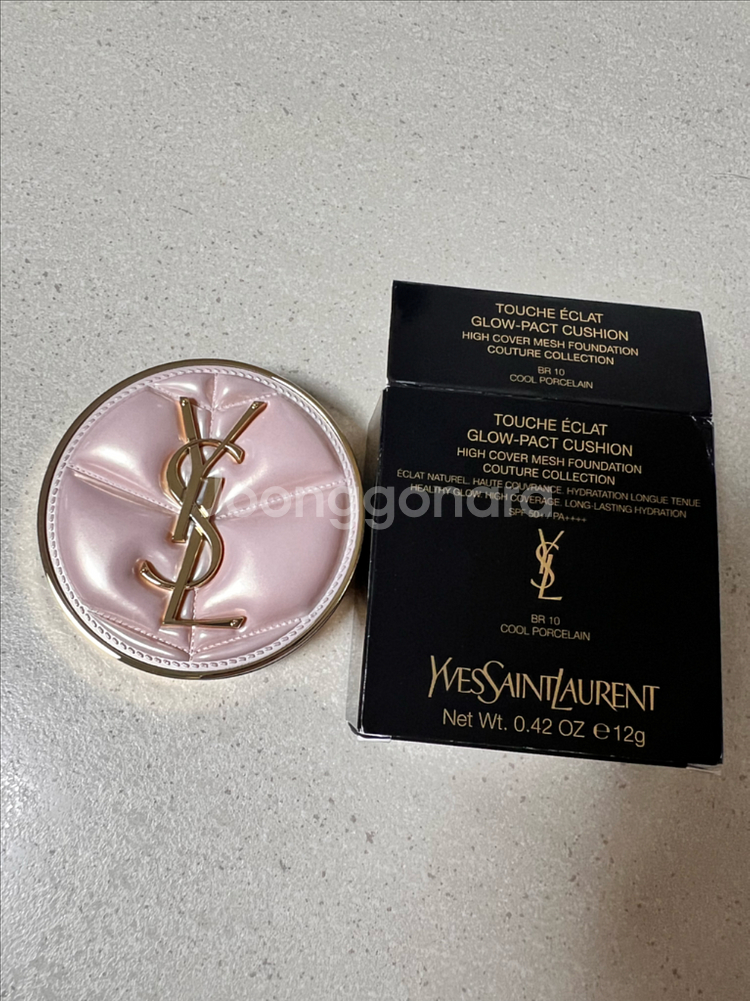 TOUCHE ÉCLAT
GLOW-PACT CUSHION
HIGH COVER MESH FOUNDATION
COUTURE COLLECTION
BR 10
COOL PORCELAIN
TOUCHE ÉCLAT
GLOW-PACT CUSHION
HIGH COVER MESH FOUNDATION
COUTURE COLLECTION
ÉCLAT NATUREL, HAUTE COUVRANCE, HYDRATATION LONGUE TENUE
HEALTHY GLOW, HIGH COVERAGE, LONG-LASTING HYDRATION
SPF 50+ / PA++++
YSL
YSL
BR 10
COOL PORCELAIN
YVESSAINTLAURENT
Net Wt. 0.42 OZ ℮12g
joonggonara